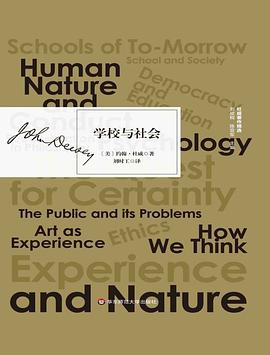 Schools of To-Morrow
School and Society
Human
Nature
Democracy
and
and
Education
Conduct
John Dewey
学校与社会
[美] 约翰·杜威 著
刘时工 译
for Certainty
The Public and its Problems
Art as
Experience
Ethics
How
We Think
Experience
and Nature
华东师范大学出版社